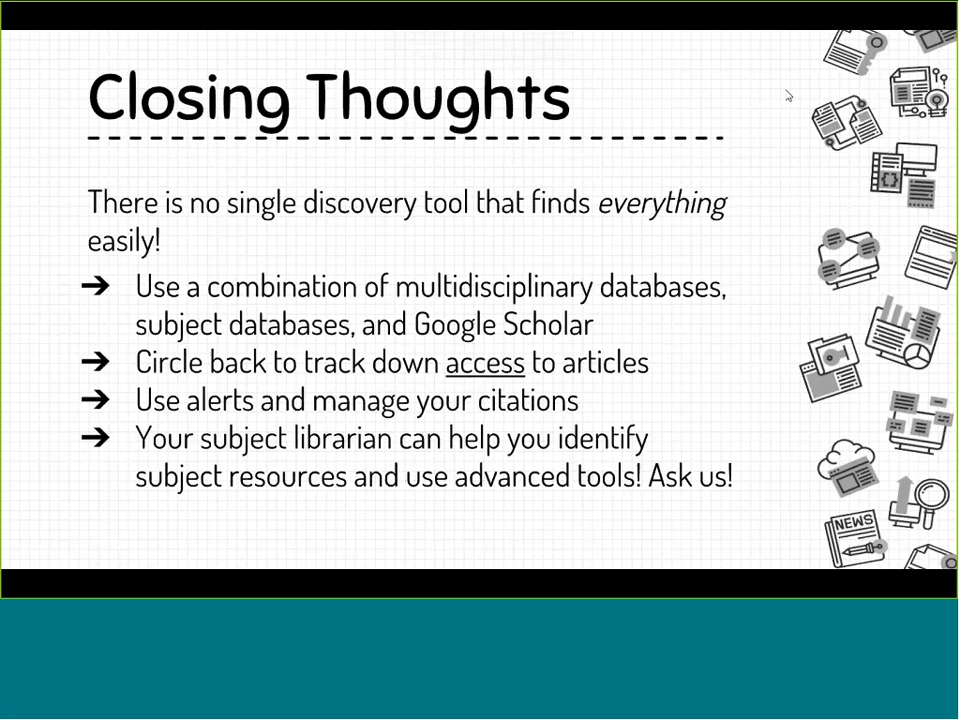 Closing Thoughts
There is no single discovery tool that finds everything
easily!
➔ Use a combination of multidisciplinary databases,
subject databases, and Google Scholar
➔ Circle back to track down access to articles
➔ Use alerts and manage your citations
➔ Your subject librarian can help you identify
subject resources and use advanced tools! Ask us!
NEWS